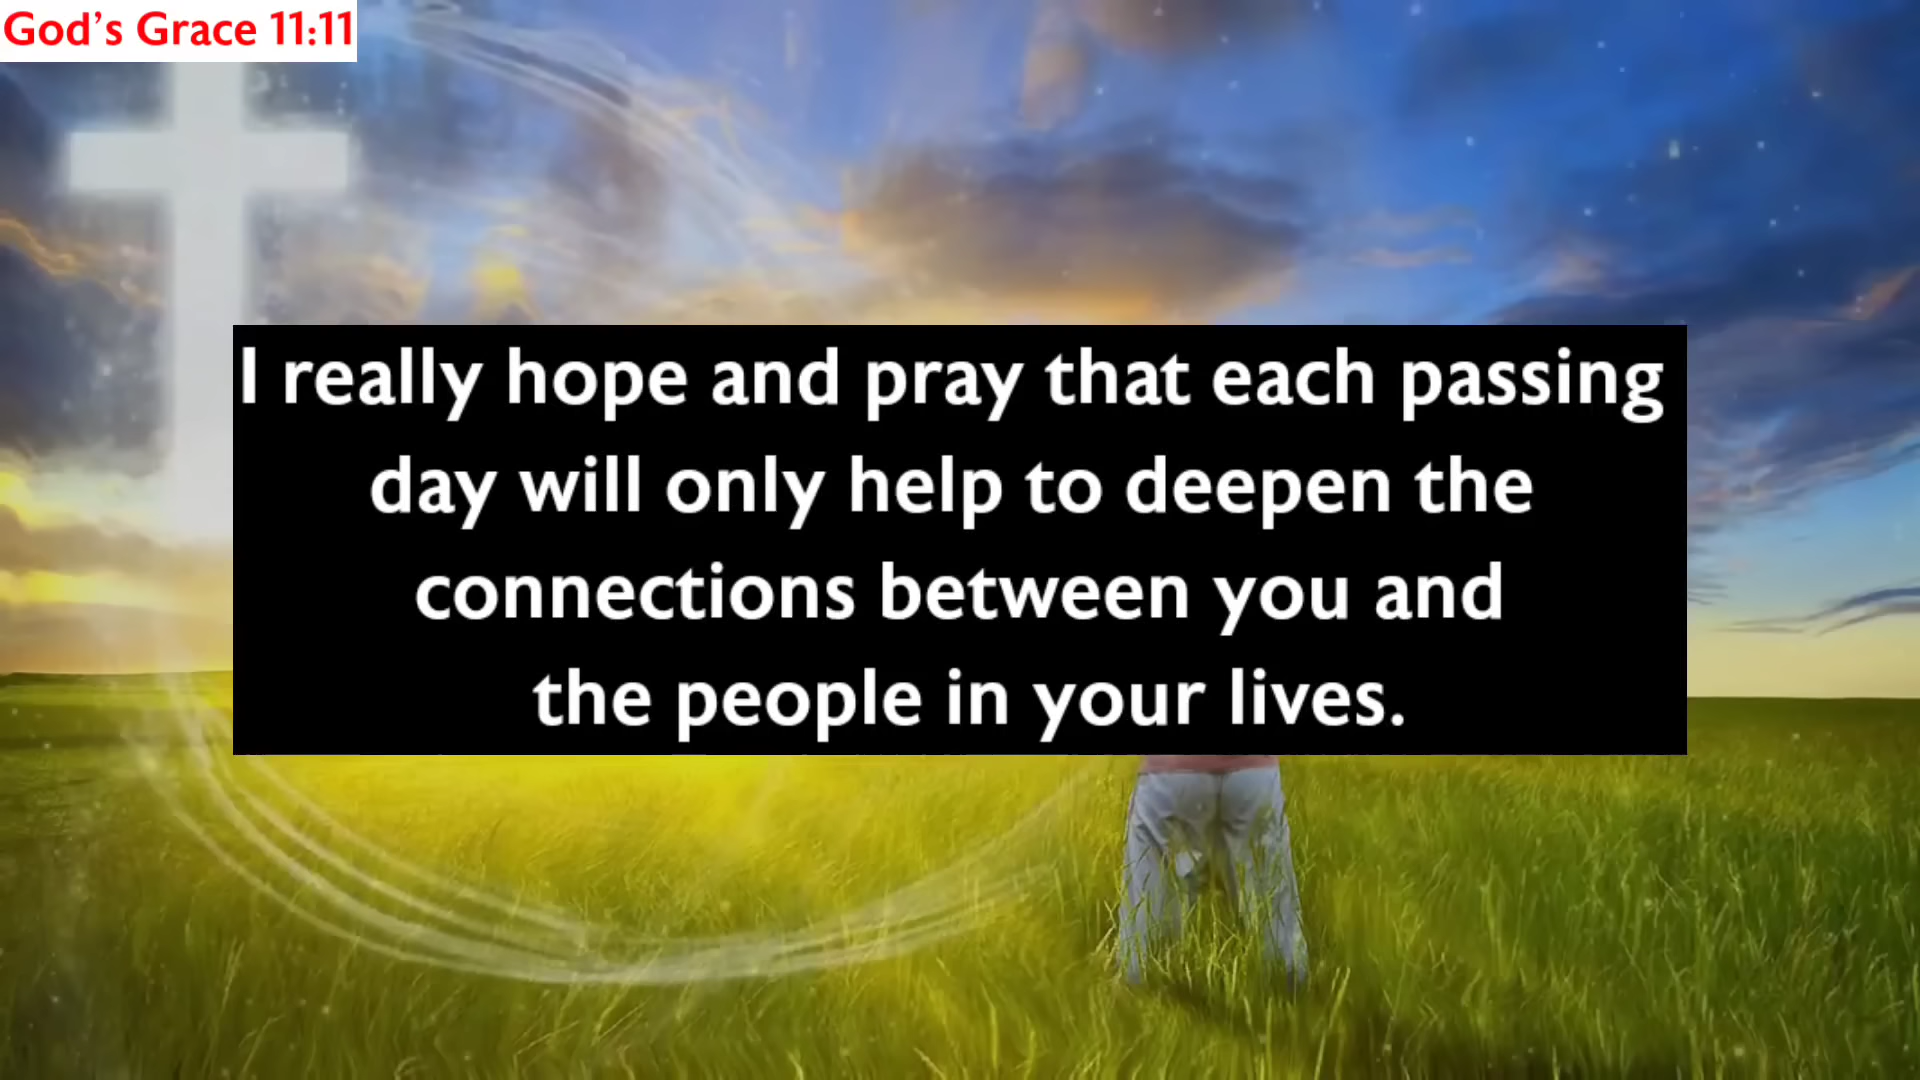 God's Grace 11:11
I really hope and pray that each passing
day will only help to deepen the
connections between you and
the people in your lives.